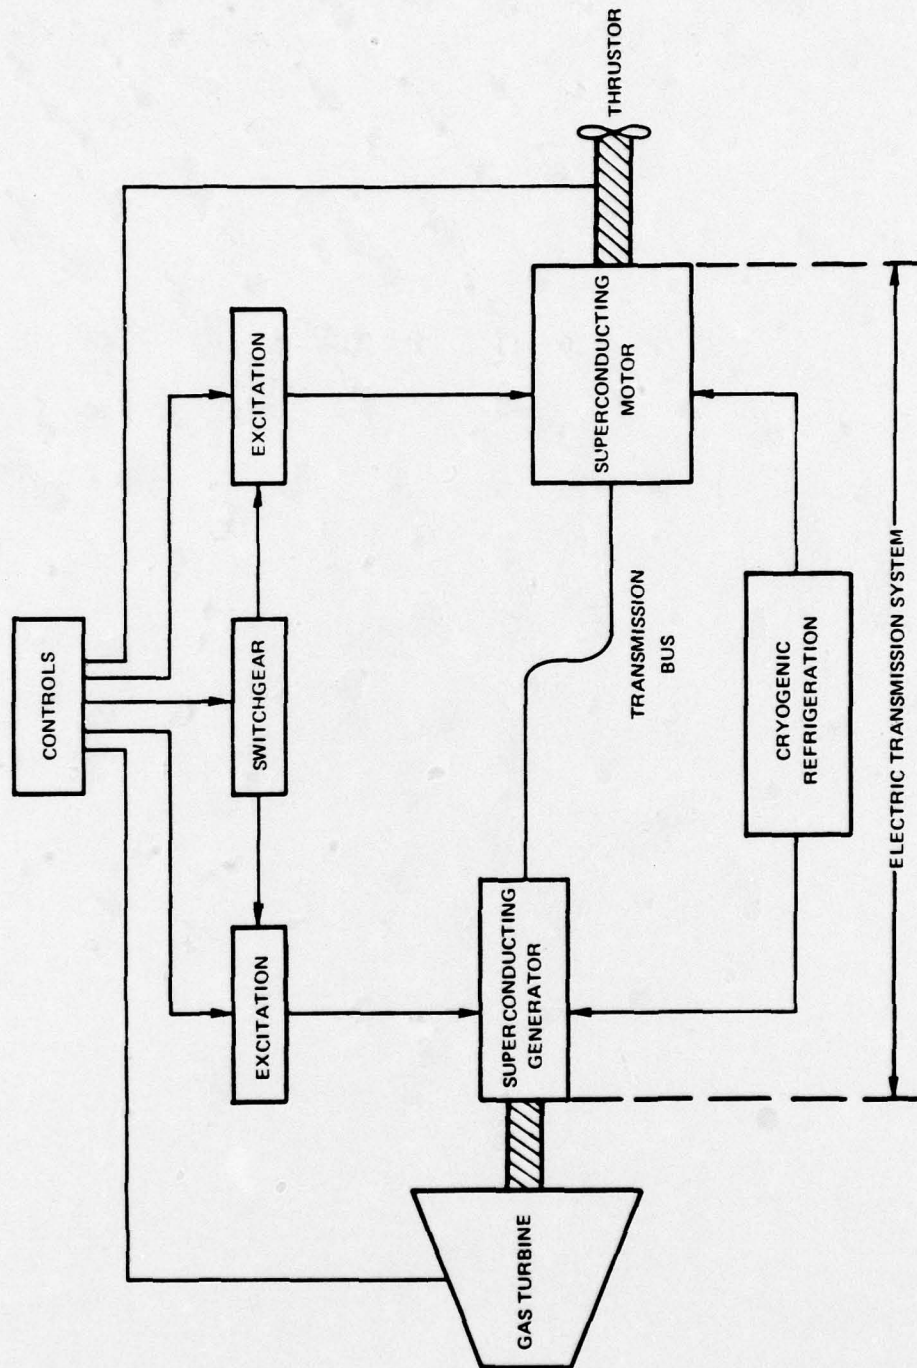 CONTROLS
EXCITATION
SWITCHGEAR
EXCITATION
GAS TURBINE
SUPERCONDUCTING
GENERATOR
TRANSMISSION
BUS
SUPERCONDUCTING
MOTOR
THRUSTOR
CRYOGENIC
REFRIGERATION
ELECTRIC TRANSMISSION SYSTEM